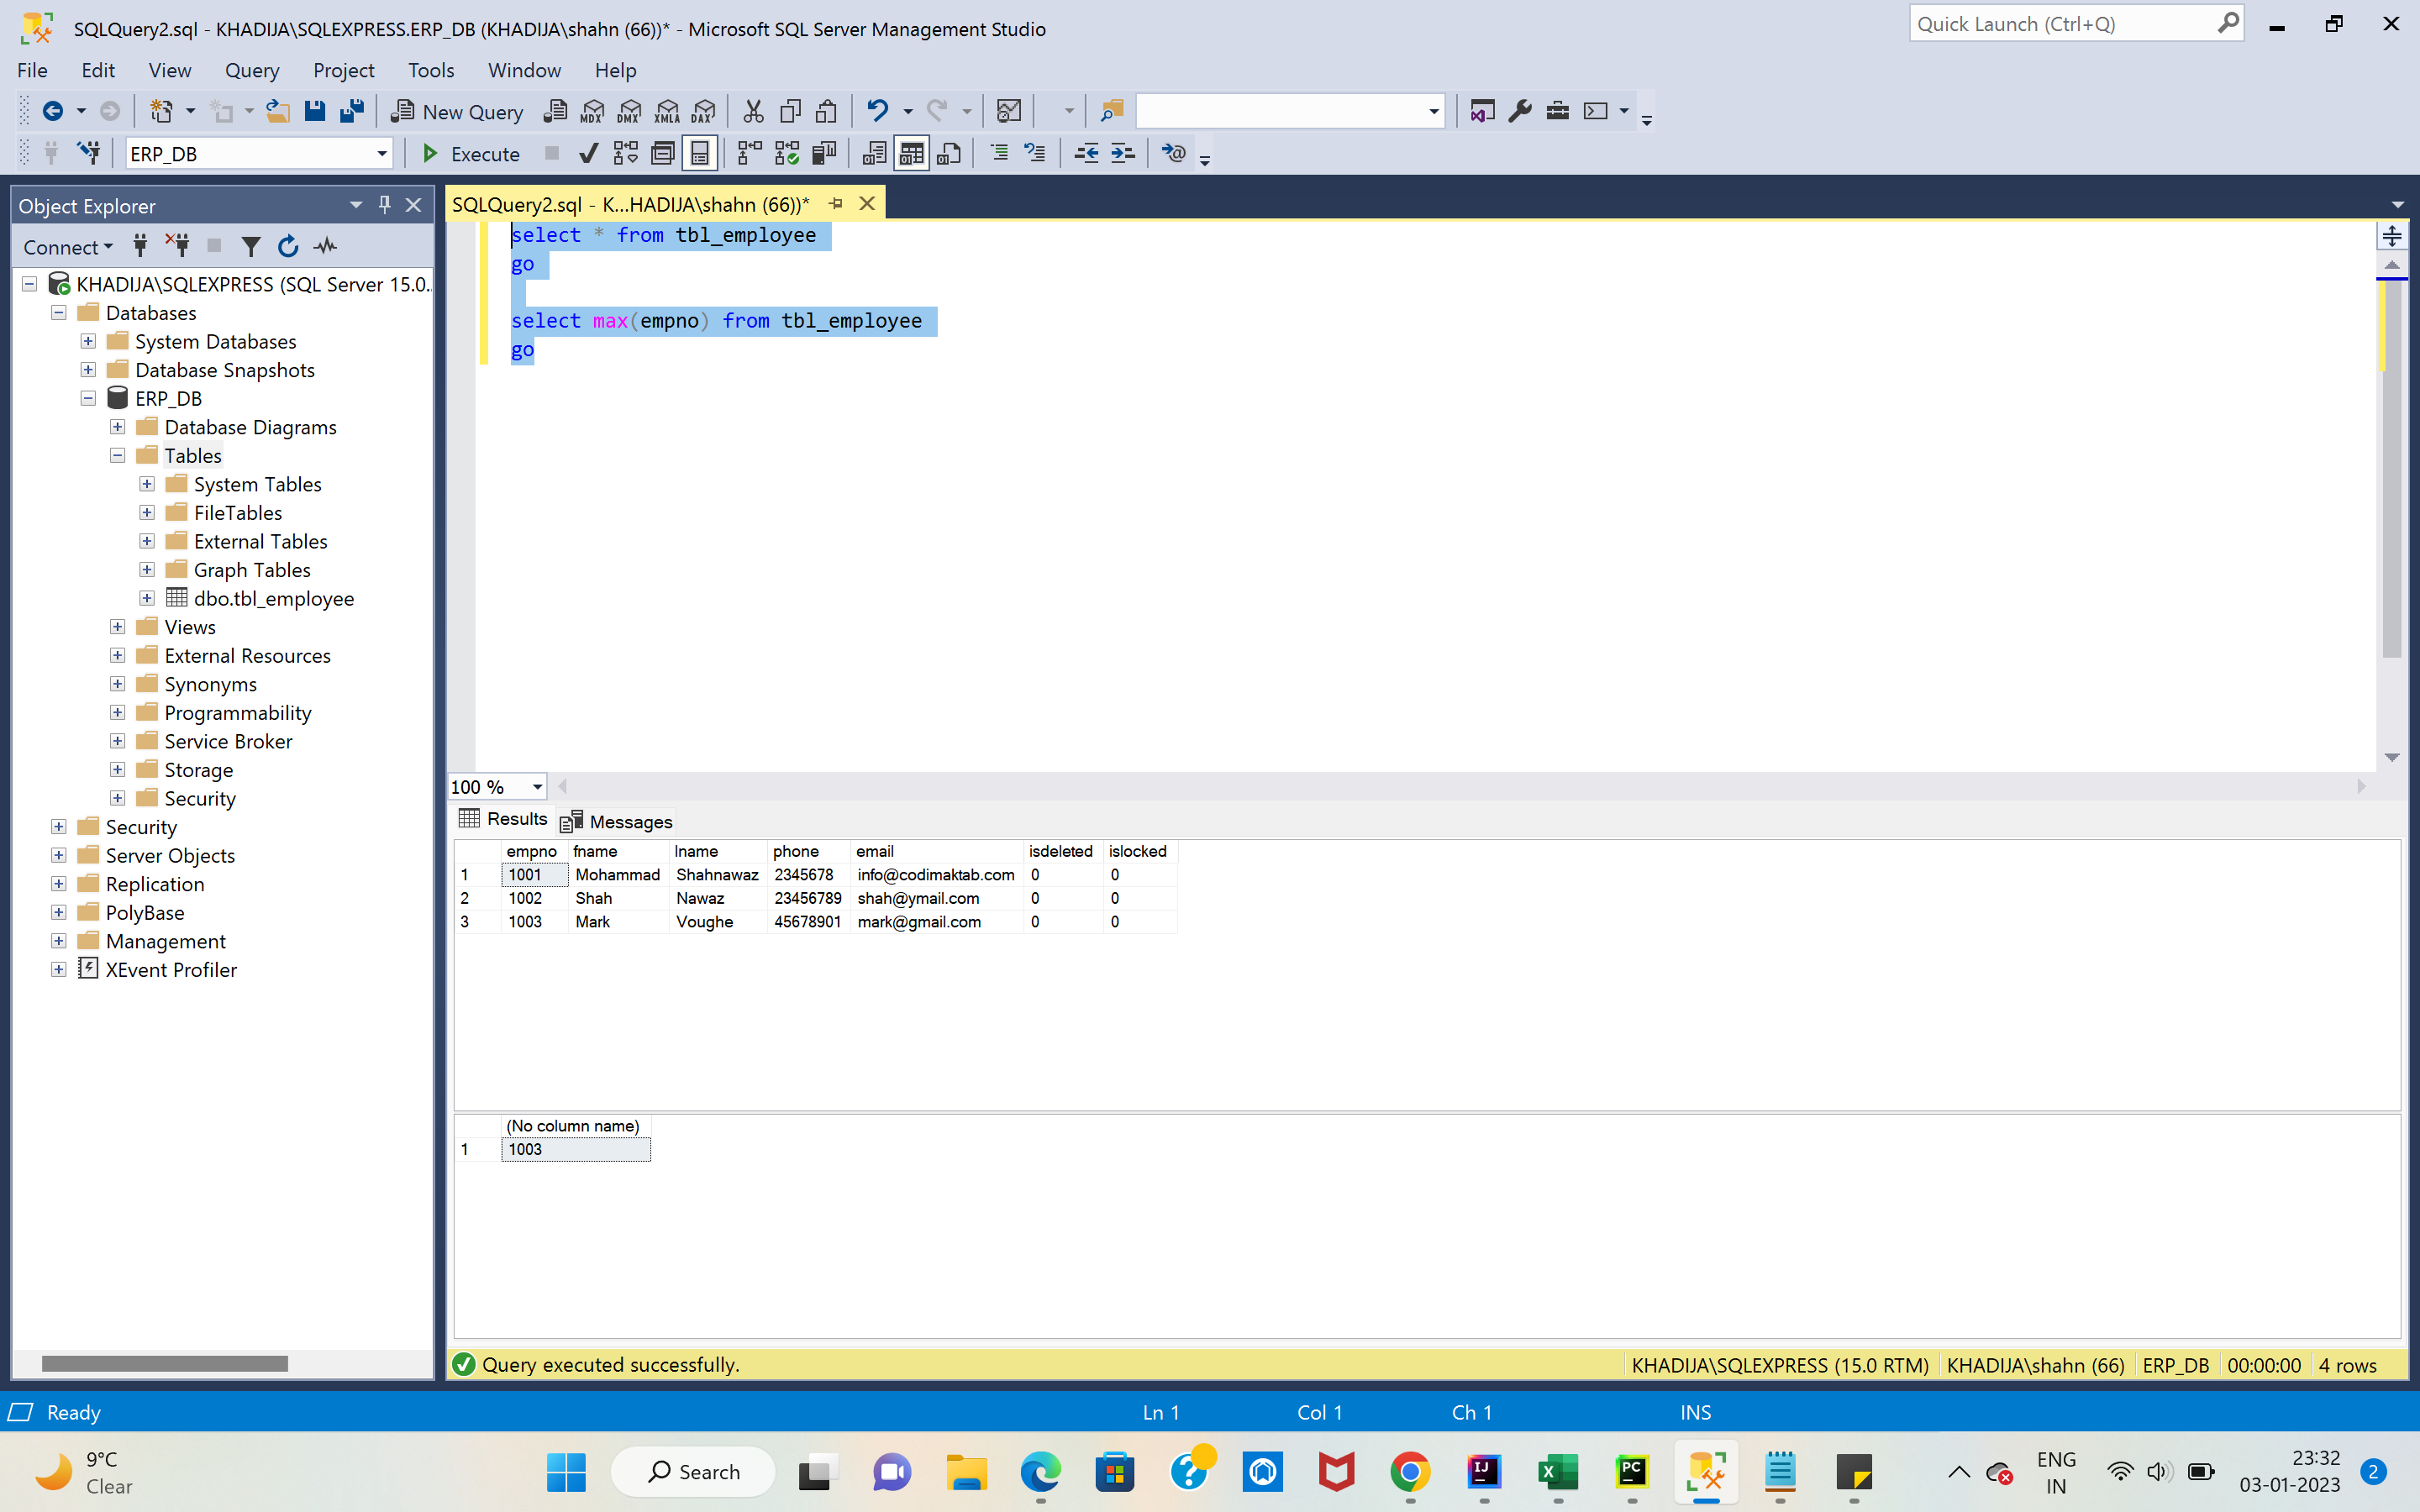 SQLQuery2.sql - KHADIJA\SQLEXPRESS.ERP_DB (KHADIJA\shahn (66))* - Microsoft SQL Server Management Studio
Quick Launch (Ctrl+Q)
File Edit View Query Project Tools Window Help
New Query MDX DMX XMLA DAX
ERP_DB Execute
Object Explorer
SQLQuery2.sql - K...HADIJA\shahn (66))*
Connect
KHADIJA\SQLEXPRESS (SQL Server 15.0.
Databases
System Databases
Database Snapshots
ERP_DB
Database Diagrams
Tables
System Tables
FileTables
External Tables
Graph Tables
dbo.tbl_employee
Views
External Resources
Synonyms
Programmability
Service Broker
Storage
Security
Security
Server Objects
Replication
PolyBase
Management
XEvent Profiler
select * from tbl_employee
go
select max(empno) from tbl_employee
go
100 %
Results Messages
empno fname lname phone email isdeleted islocked
1 1001 Mohammad Shahnawaz 2345678 info@codimaktab.com 0 0
2 1002 Shah Nawaz 23456789 shah@ymail.com 0 0
3 1003 Mark Voughe 45678901 mark@gmail.com 0 0
(No column name)
1 1003
Query executed successfully. KHADIJA\SQLEXPRESS (15.0 RTM) KHADIJA\shahn (66) ERP_DB 00:00:00 4 rows
Ready Ln 1 Col 1 Ch 1 INS
9°C
Clear
Search
IJ
X
PC
ENG
IN
23:32
03-01-2023
2